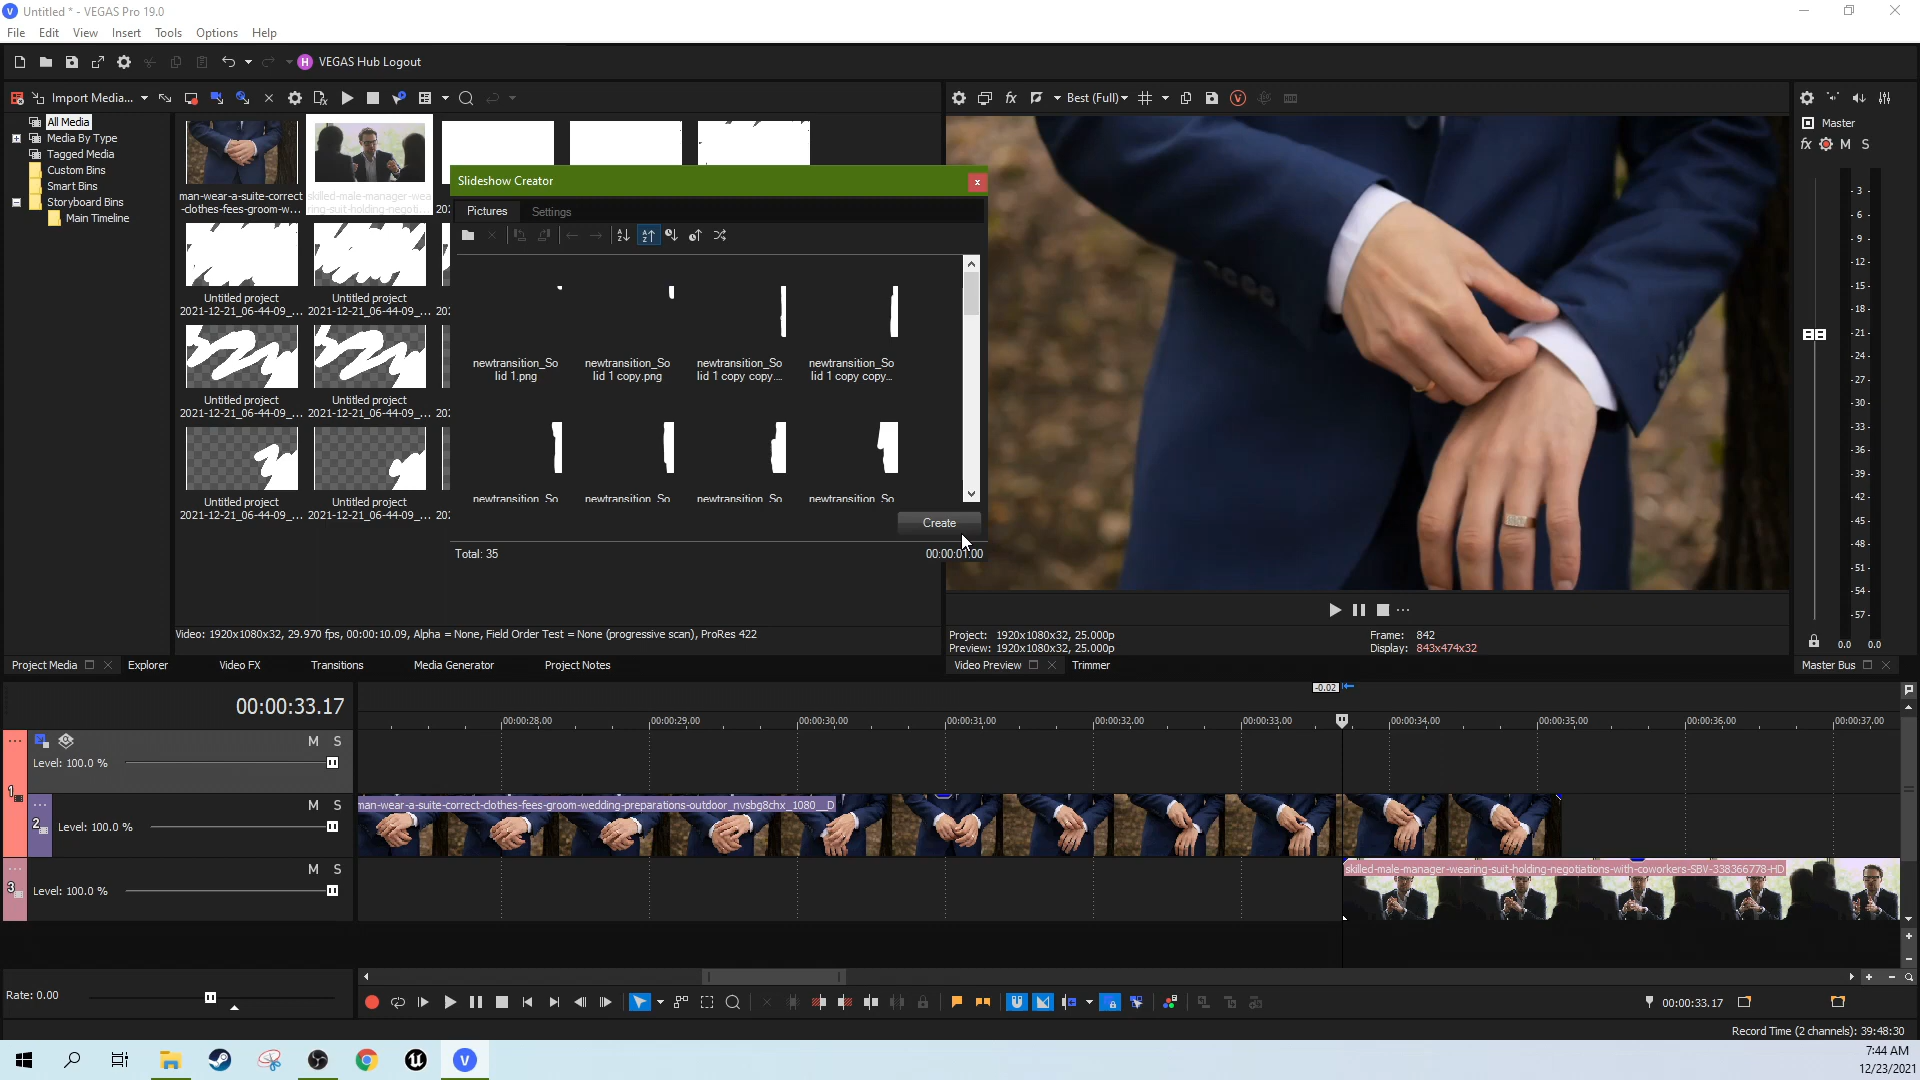 Untitled * - VEGAS Pro 19.0
File Edit View Insert Tools Options Help
H VEGAS Hub Logout
Import Media...
All Media
Media By Type
Tagged Media
Custom Bins
Smart Bins
Storyboard Bins
Main Timeline
man-wear-a-suite-correct
-clothes-fees-groom-w...
skilled-male-manager-wea
ring-suit-holding-negoti...
Untitled project
2021-12-21_06-44-09_...
Untitled project
2021-12-21_06-44-09_...
Untitled project
2021-12-21_06-44-09_...
Untitled project
2021-12-21_06-44-09_...
Untitled project
2021-12-21_06-44-09_...
Untitled project
2021-12-21_06-44-09_...
Slideshow Creator
Pictures Settings
newtransition_So
lid 1.png
newtransition_So
lid 1 copy.png
newtransition_So
lid 1 copy copy....
newtransition_So
lid 1 copy copy...
newtransition_So
newtransition_So
newtransition_So
newtransition_So
Create
Total: 35
00:00:01:00
Video: 1920x1080x32, 29.970 fps, 00:00:10.09, Alpha = None, Field Order Test = None (progressive scan), ProRes 422
Project Media Explorer Video FX Transitions Media Generator Project Notes
Best (Full)
Project: 1920x1080x32, 25.000p
Preview: 1920x1080x32, 25.000p
Frame: 842
Display: 843x474x32
Video Preview Trimmer
Master
fx M S
-3-
-6-
-9-
-12-
-15-
-18-
-21-
-24-
-27-
-30-
-33-
-36-
-39-
-42-
-45-
-48-
-51-
-54-
-57-
0.0 0.0
Master Bus
00:00:33.17
-0.02
00:00:28.00 00:00:29.00 00:00:30.00 00:00:31.00 00:00:32.00 00:00:33.00 00:00:34.00 00:00:35.00 00:00:36.00 00:00:37.00
1
M S
Level: 100.0 %
2
M S
Level: 100.0 %
man-wear-a-suite-correct-clothes-fees-groom-wedding-preparations-outdoor_nvsbg8chx_1080__D
3
M S
Level: 100.0 %
skilled-male-manager-wearing-suit-holding-negotiations-with-coworkers-SBV-338366778-HD
Rate: 0.00
00:00:33.17
Record Time (2 channels): 39:48:30
7:44 AM
12/23/2021